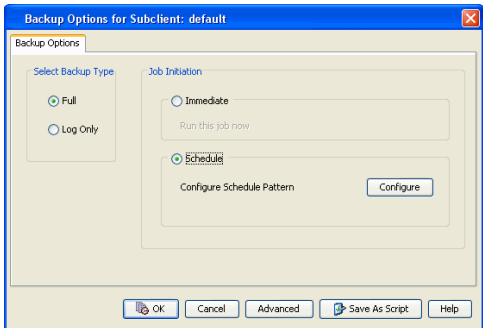 Backup Options for Subclient: default
Backup Options
Select Backup Type
Full
Log Only
Job Initiation
Immediate
Run this job now
Schedule
Configure Schedule Pattern
Configure
OK
Cancel
Advanced
Save As Script
Help